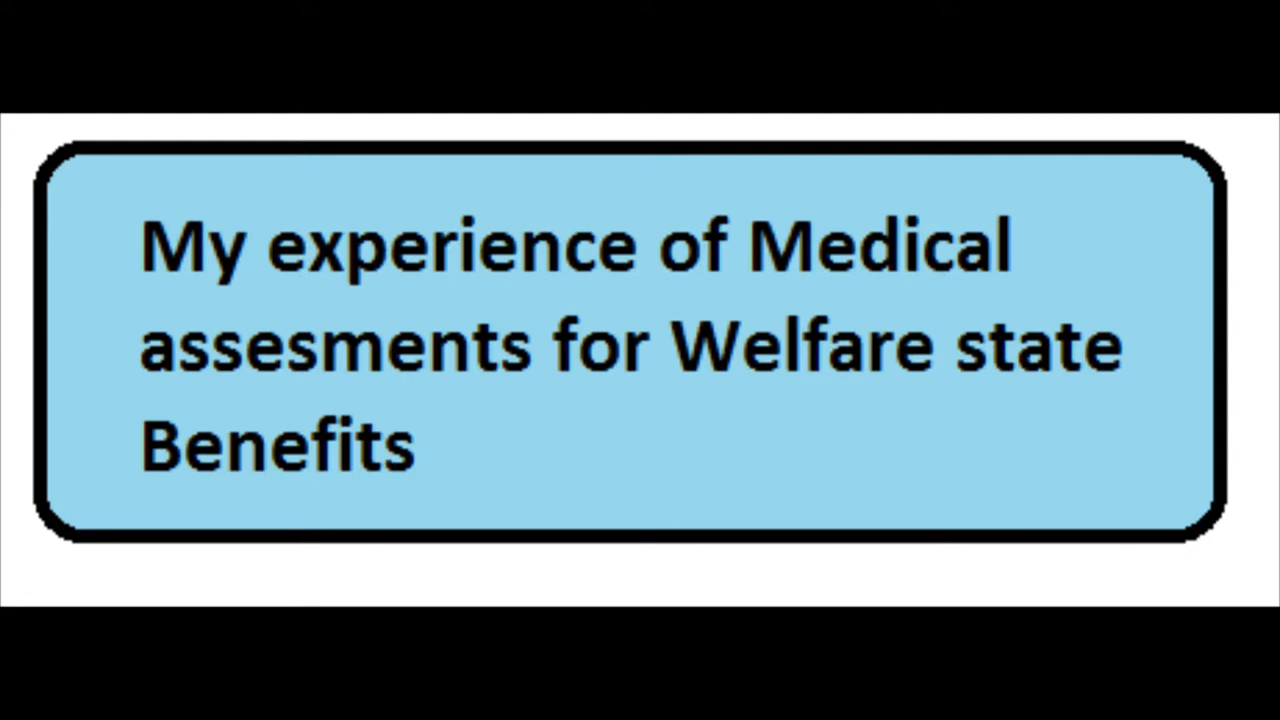 My experience of Medical
assesments for Welfare state
Benefits